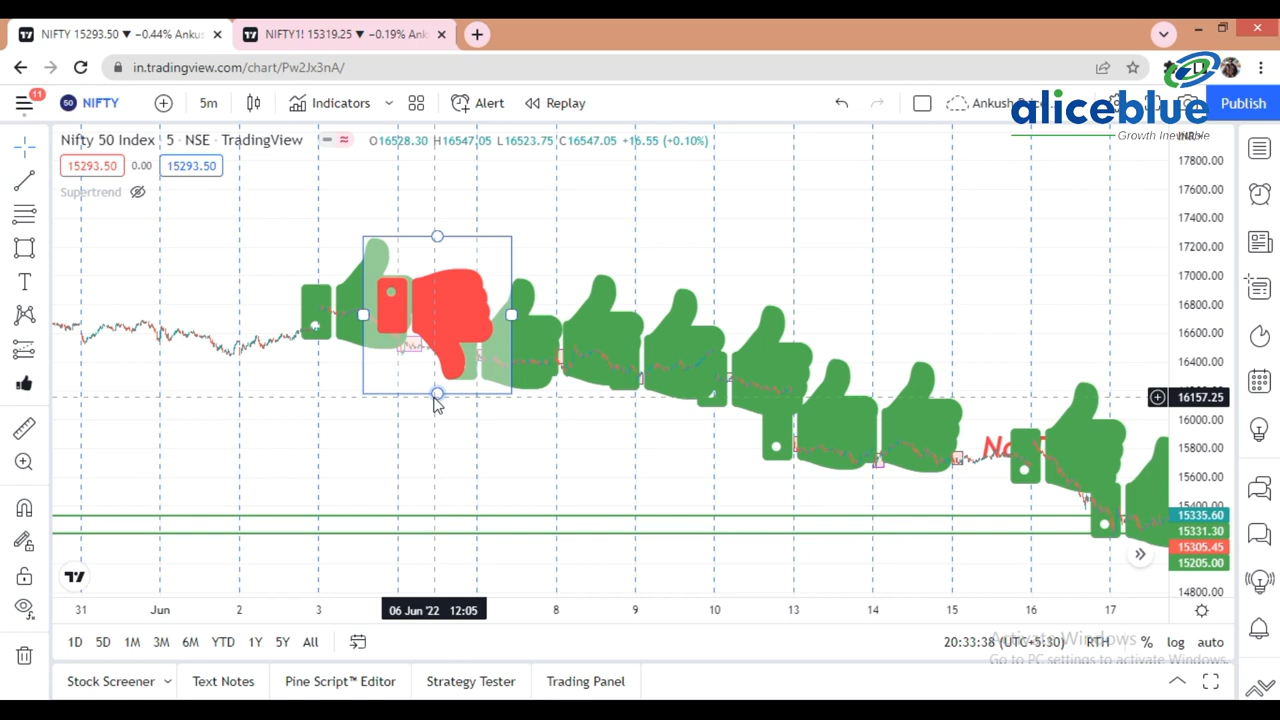 NIFTY 15293.50 ▼ −0.44% Anku
NIFTY1! 15319.25 ▼ −0.19% Ank
in.tradingview.com/chart/Pw2Jx3nA/
11
50 NIFTY 5m Indicators Alert Replay Ankush Publish
aliceblue
Growth Inevitable
Nifty 50 Index · 5 · NSE · TradingView O16528.30 H16547.05 L16523.75 C16547.05 +16.55 (+0.10%)
15293.50 0.00 15293.50
Supertrend
17800.00
17600.00
17400.00
17200.00
17000.00
16800.00
16600.00
16400.00
16157.25
16000.00
15800.00
15600.00
15400.00
15335.60
15331.30
15305.45
15205.00
14800.00
31 Jun 2 3 06 Jun '22 12:05 8 9 10 13 14 15 16 17
1D 5D 1M 3M 6M YTD 1Y 5Y All 20:33:38 (UTC+5:30) RTH % log auto
Activate Windows
Go to PC settings to activate Windows.
Stock Screener Text Notes Pine Script™ Editor Strategy Tester Trading Panel